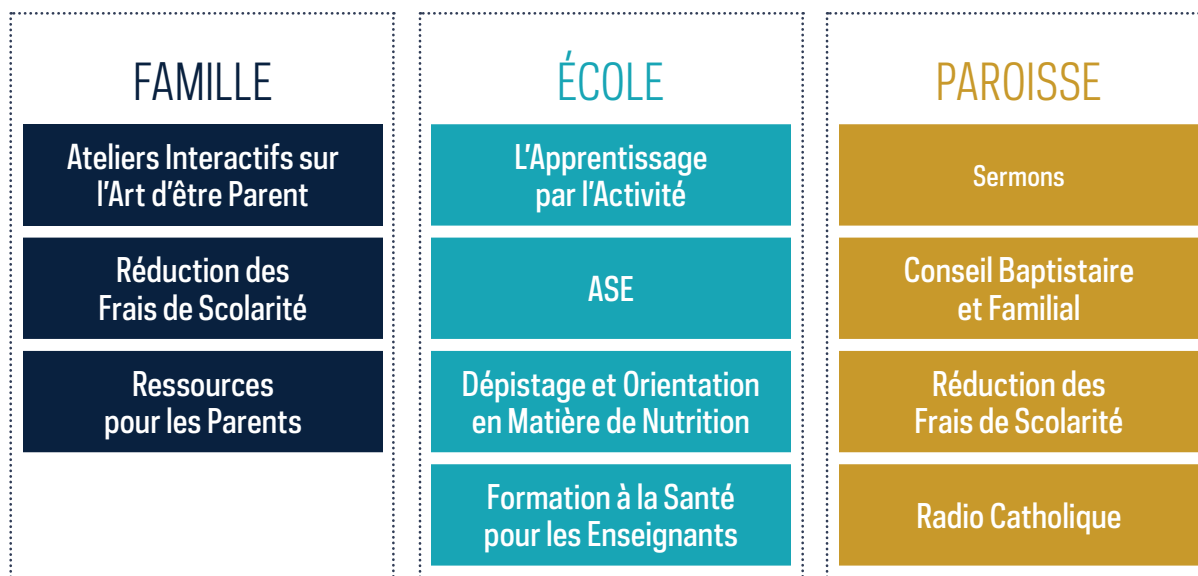 FAMILLE
Ateliers Interactifs sur
l'Art d'être Parent
Réduction des
Frais de Scolarité
Ressources
pour les Parents
ÉCOLE
L'Apprentissage
par l'Activité
ASE
Dépistage et Orientation
en Matière de Nutrition
Formation à la Santé
pour les Enseignants
PAROISSE
Sermons
Conseil Baptistaire
et Familial
Réduction des
Frais de Scolarité
Radio Catholique